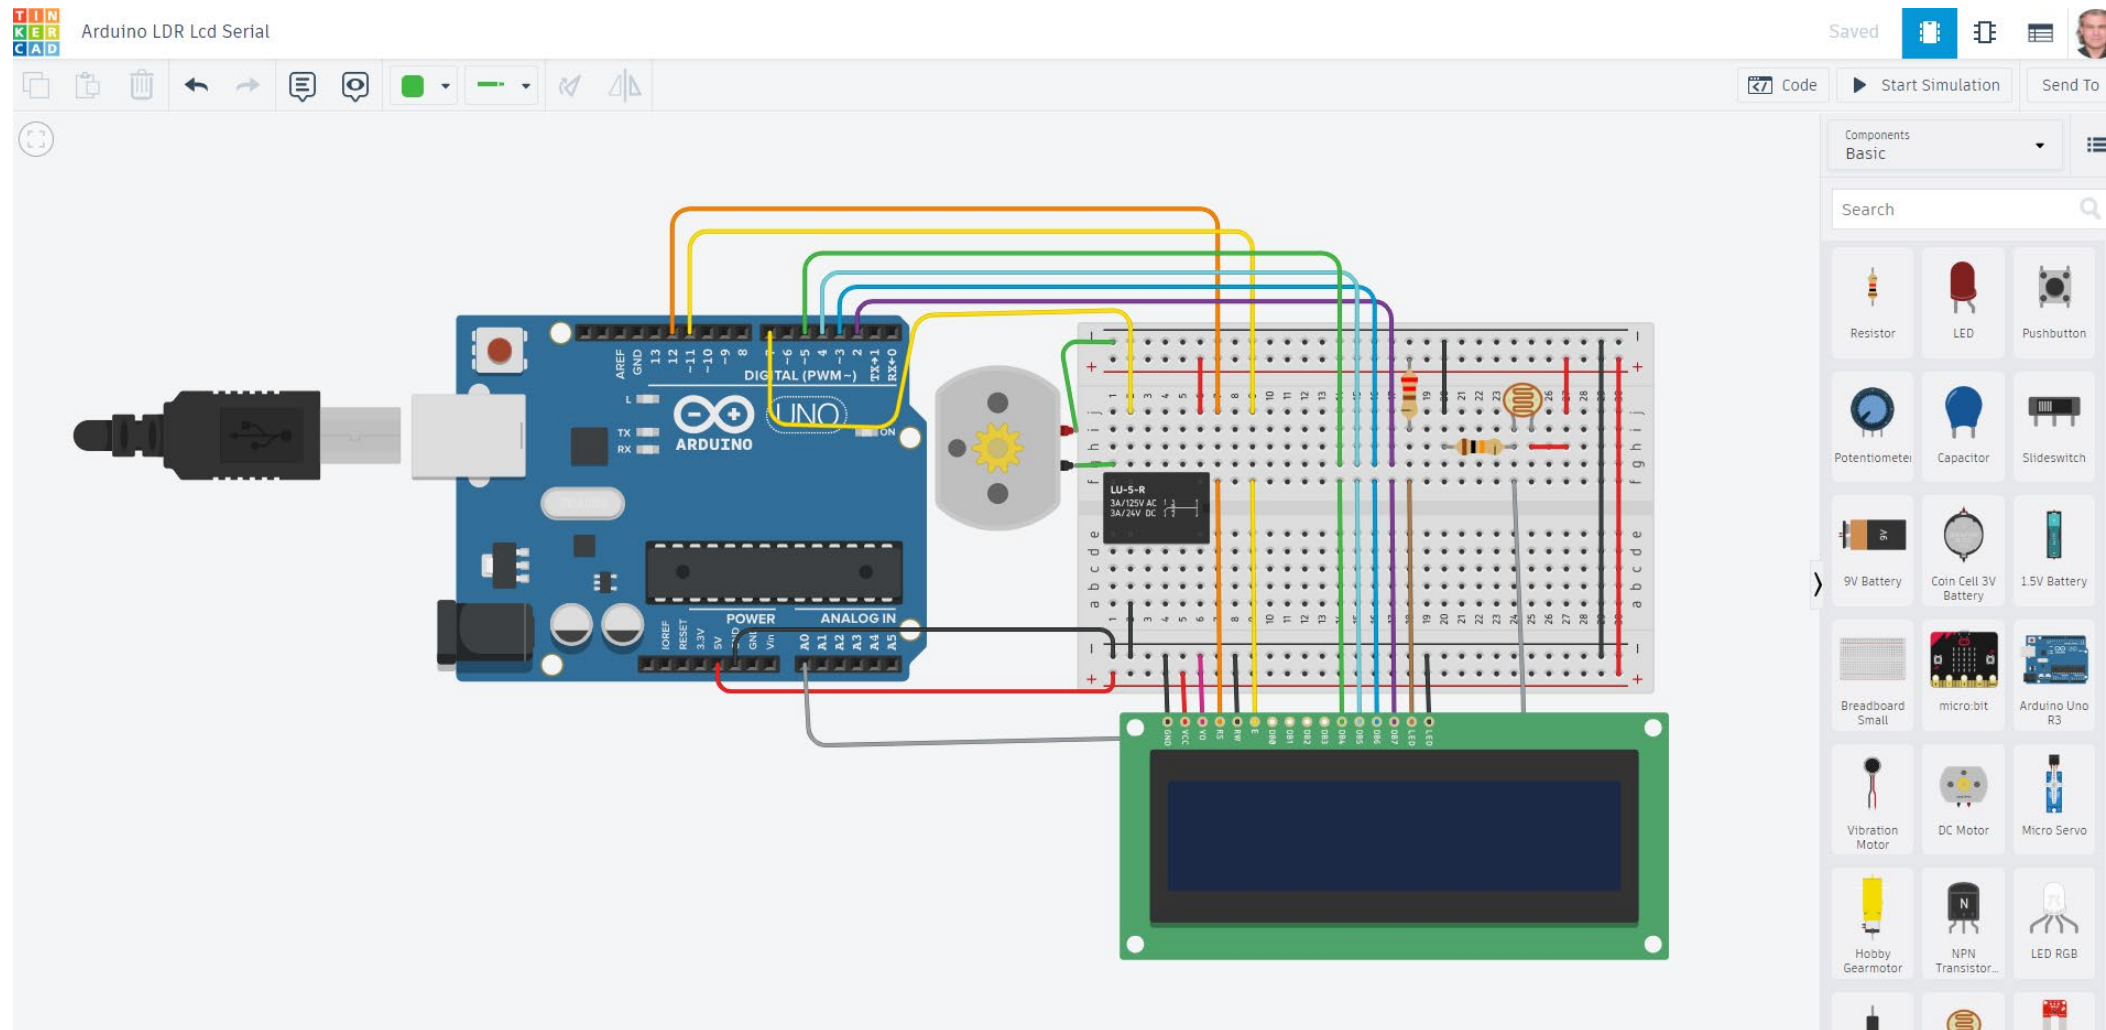 TIN
KER
CAD
Arduino LDR Lcd Serial
Saved
Code
Start Simulation
Send To
Components
Basic
Search
Resistor
LED
Pushbutton
Potentiometer
Capacitor
Slideswitch
9V
9V Battery
Coin Cell 3V
Battery
1.5V Battery
Breadboard
Small
micro:bit
Arduino Uno
R3
Vibration
Motor
DC Motor
Micro Servo
Hobby
Gearmotor
N
NPN
Transistor...
LED RGB
AREF
GND
13
12
~11
~10
~9
8
~6
~5
4
~3
2
TX→1
RX←0
DIGITAL (PWM~)
L
TX
RX
ARDUINO
UNO
ON
POWER
ANALOG IN
IOREF
RESET
3.3V
5V
GND
GND
Vin
A0
A1
A2
A3
A4
A5
LU-5-R
3A/125V AC
3A/24V DC
j i h g f
e d c b a
GND
VCC
V0
RS
RW
E
DB0
DB1
DB2
DB3
DB4
DB5
DB6
DB7
LED
LED